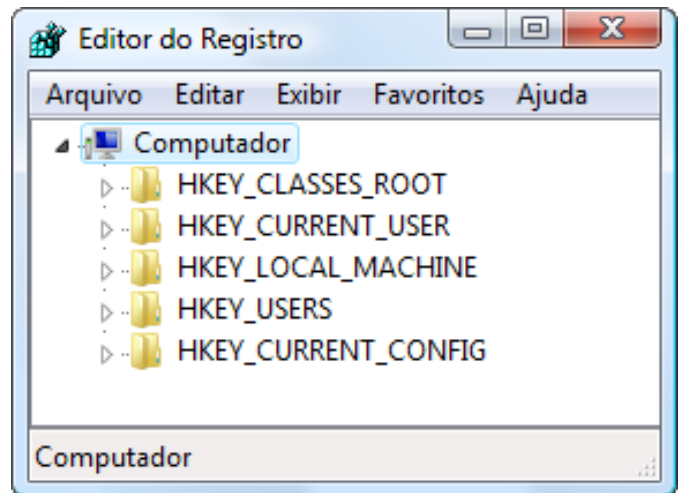 Editor do Registro
Arquivo Editar Exibir Favoritos Ajuda
Computador
HKEY_CLASSES_ROOT
HKEY_CURRENT_USER
HKEY_LOCAL_MACHINE
HKEY_USERS
HKEY_CURRENT_CONFIG
Computador